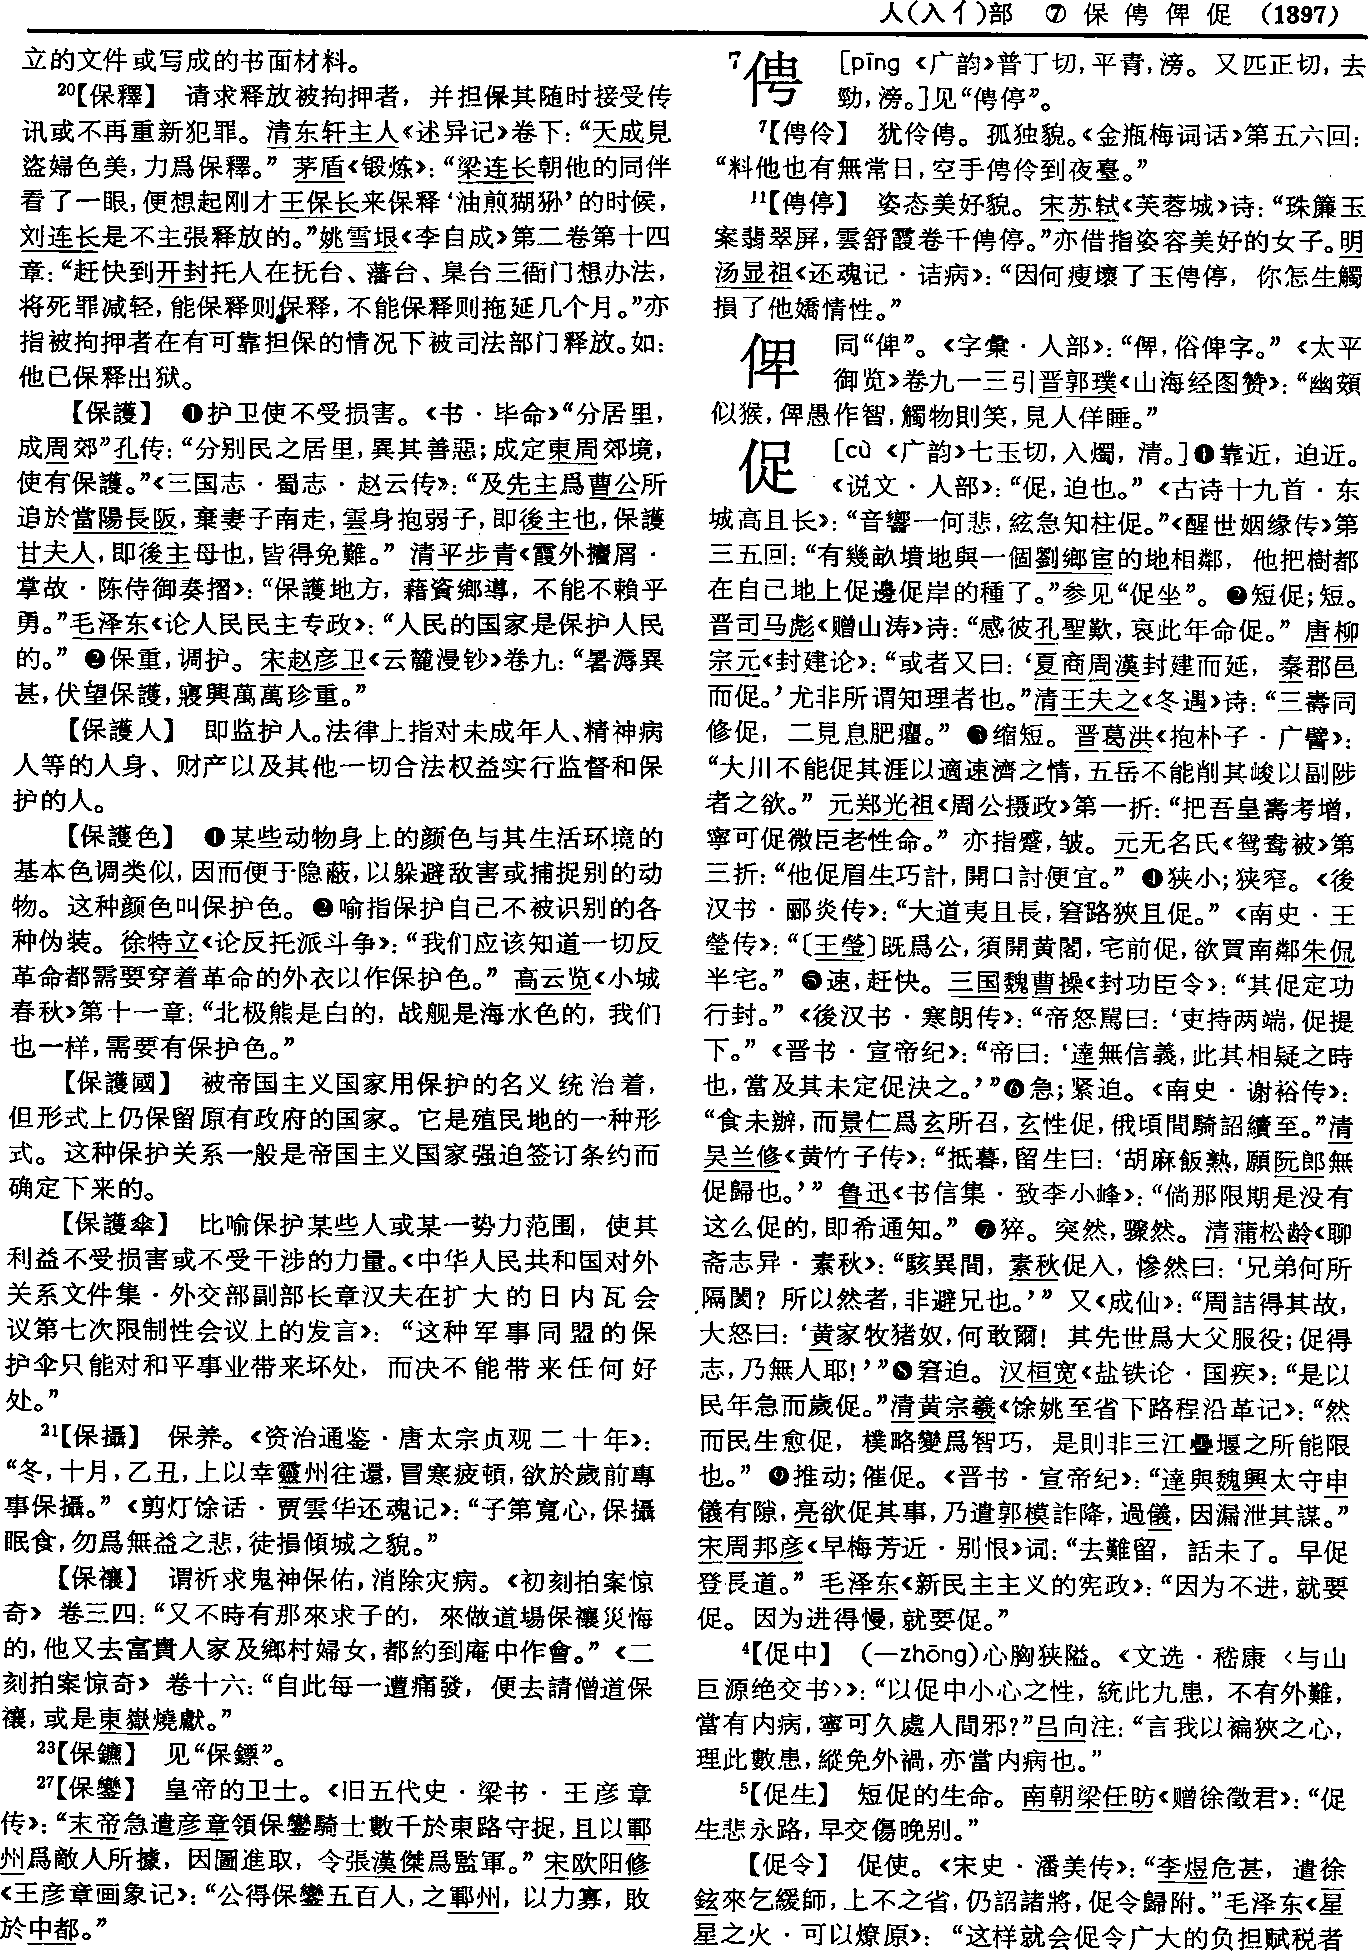 人(入亻)部 ⑦ 保俜俾促 (1397)
立的文件或写成的书面材料。
20【保釋】 请求释放被拘押者，并担保其随时接受传
讯或不再重新犯罪。清东轩主人《述异记》卷下：“天成見
盜婦色美，力爲保釋。”茅盾《锻炼》：“梁连长朝他的同伴
看了一眼，便想起刚才王保长来保释‘油煎猢狲’的时候，
刘连长是不主張释放的。”姚雪垠《李自成》第二卷第十四
章：“赶快到开封托人在抚台、藩台、臬台三衙门想办法，
将死罪减轻，能保释则保释，不能保释则拖延几个月。”亦
指被拘押者在有可靠担保的情况下被司法部门释放。如：
他已保释出狱。
【保護】 ❶护卫使不受损害。《书·毕命》“分居里，
成周郊”孔传：“分别民之居里，異其善惡；成定東周郊境，
使有保護。”《三国志·蜀志·赵云传》：“及先主爲曹公所
追於當陽長阪，棄妻子南走，雲身抱弱子，即後主也，保護
甘夫人，即後主母也，皆得免難。”清平步青《霞外攟屑·
掌故·陈侍御奏摺》：“保護地方，藉資鄉導，不能不賴乎
勇。”毛泽东《论人民民主专政》：“人民的国家是保护人民
的。”❷保重，调护。宋赵彦卫《云麓漫钞》卷九：“暑溽異
甚，伏望保護，寢興萬萬珍重。”
【保護人】 即监护人。法律上指对未成年人、精神病
人等的人身、财产以及其他一切合法权益实行监督和保
护的人。
【保護色】 ❶某些动物身上的颜色与其生活环境的
基本色调类似，因而便于隐蔽，以躲避敌害或捕捉别的动
物。这种颜色叫保护色。❷喻指保护自己不被识别的各
种伪装。徐特立《论反托派斗争》：“我们应该知道一切反
革命都需要穿着革命的外衣以作保护色。”高云览《小城
春秋》第十一章：“北极熊是白的，战舰是海水色的，我们
也一样，需要有保护色。”
【保護國】 被帝国主义国家用保护的名义统治着，
但形式上仍保留原有政府的国家。它是殖民地的一种形
式。这种保护关系一般是帝国主义国家强迫签订条约而
确定下来的。
【保護傘】 比喻保护某些人或某一势力范围，使其
利益不受损害或不受干涉的力量。《中华人民共和国对外
关系文件集·外交部副部长章汉夫在扩大的日内瓦会
议第七次限制性会议上的发言》：“这种军事同盟的保
护伞只能对和平事业带来坏处，而决不能带来任何好
处。”
21【保攝】 保养。《资治通鉴·唐太宗贞观二十年》：
“冬，十月，乙丑，上以幸靈州往還，冒寒疲頓，欲於歲前專
事保攝。”《剪灯馀话·贾雲华还魂记》：“子第寬心，保攝
眠食，勿爲無益之悲，徒損傾城之貌。”
【保禳】 谓祈求鬼神保佑，消除灾病。《初刻拍案惊
奇》卷三四：“又不時有那來求子的，來做道場保禳災悔
的，他又去富貴人家及鄉村婦女，都約到庵中作會。”《二
刻拍案惊奇》卷十六：“自此每一遭痛發，便去請僧道保
禳，或是東嶽燒獻。”
23【保鑣】 见“保鏢”。
27【保鑾】 皇帝的卫士。《旧五代史·梁书·王彦章
传》：“末帝急遣彦章領保鑾騎士數千於東路守捉，且以鄆
州爲敵人所據，因圖進取，令張漢傑爲監軍。”宋欧阳修
《王彦章画象记》：“公得保鑾五百人，之鄆州，以力寡，敗
於中都。”
7俜 [pīng《广韵》普丁切，平青，滂。又匹正切，去
勁，滂。]见“俜停”。
7【俜伶】 犹伶俜。孤独貌。《金瓶梅词话》第五六回：
“料他也有無常日，空手俜伶到夜臺。”
11【俜停】 姿态美好貌。宋苏轼《芙蓉城》诗：“珠簾玉
案翡翠屏，雲舒霞卷千俜停。”亦借指姿容美好的女子。明
汤显祖《还魂记·诘病》：“因何瘦壞了玉俜停，你怎生觸
損了他嬌情性。”
俾 同“俾”。《字彙·人部》：“俾，俗俾字。”《太平
御览》卷九一三引晋郭璞《山海经图赞》：“幽頞
似猴，俾愚作智，觸物則笑，見人佯睡。”
促 [cù《广韵》七玉切，入燭，清。]❶靠近，迫近。
《说文·人部》：“促，迫也。”《古诗十九首·东
城高且长》：“音響一何悲，絃急知柱促。”《醒世姻缘传》第
三五回：“有幾畝墳地與一個劉鄉宦的地相鄰，他把樹都
在自己地上促邊促岸的種了。”参见“促坐”。❷短促；短。
晋司马彪《赠山涛》诗：“感彼孔聖歎，哀此年命促。”唐柳
宗元《封建论》：“或者又曰：‘夏商周漢封建而延，秦郡邑
而促。’尤非所谓知理者也。”清王夫之《冬遇》诗：“三壽同
修促，二見息肥癯。”❸缩短。晋葛洪《抱朴子·广譬》：
“大川不能促其涯以適速濟之情，五岳不能削其峻以副陟
者之欲。”元郑光祖《周公摄政》第一折：“把吾皇壽考增，
寧可促微臣老性命。”亦指蹙，皱。元无名氏《鸳鸯被》第
三折：“他促眉生巧計，開口討便宜。”❹狭小；狭窄。《後
汉书·郦炎传》：“大道夷且長，窘路狹且促。”《南史·王
瑩传》：“〔王瑩〕既爲公，須開黄閣，宅前促，欲買南鄰朱侃
半宅。”❺速，赶快。三国魏曹操《封功臣令》：“其促定功
行封。”《後汉书·寒朗传》：“帝怒罵曰：‘吏持两端，促提
下。”《晋书·宣帝纪》：“帝曰：‘達無信義，此其相疑之時
也，當及其未定促決之。’”❻急；紧迫。《南史·谢裕传》：
“食未辦，而景仁爲玄所召，玄性促，俄頃間騎詔續至。”清
吴兰修《黄竹子传》：“抵暮，留生曰：‘胡麻飯熟，願阮郎無
促歸也。’”鲁迅《书信集·致李小峰》：“倘那限期是没有
这么促的，即希通知。”❼猝。突然，骤然。清蒲松龄《聊
斋志异·素秋》：“駭異間，素秋促入，慘然曰：‘兄弟何所
隔閡？所以然者，非避兄也。’”又《成仙》：“周詰得其故，
大怒曰：‘黄家牧猪奴，何敢爾！其先世爲大父服役；促得
志，乃無人耶！’”❽窘迫。汉桓宽《盐铁论·国疾》：“是以
民年急而歲促。”清黄宗羲《馀姚至省下路程沿革记》：“然
而民生愈促，樸略變爲智巧，是則非三江疊堰之所能限
也。”❾推动；催促。《晋书·宣帝纪》：“達與魏興太守申
儀有隙，亮欲促其事，乃遣郭模詐降，過儀，因漏泄其謀。”
宋周邦彦《早梅芳近·别恨》词：“去難留，話未了。早促
登長道。”毛泽东《新民主主义的宪政》：“因为不进，就要
促。因为进得慢，就要促。”
4【促中】 (—zhōng)心胸狭隘。《文选·嵇康〈与山
巨源绝交书〉》：“以促中小心之性，統此九患，不有外難，
當有内病，寧可久處人間邪？”吕向注：“言我以褊狹之心，
理此數患，縱免外禍，亦當内病也。”
5【促生】 短促的生命。南朝梁任昉《赠徐徵君》：“促
生悲永路，早交傷晚别。”
【促令】 促使。《宋史·潘美传》：“李煜危甚，遣徐
鉉來乞緩師，上不之省，仍詔諸將，促令歸附。”毛泽东《星
星之火·可以燎原》：“这样就会促令广大的负担赋税者